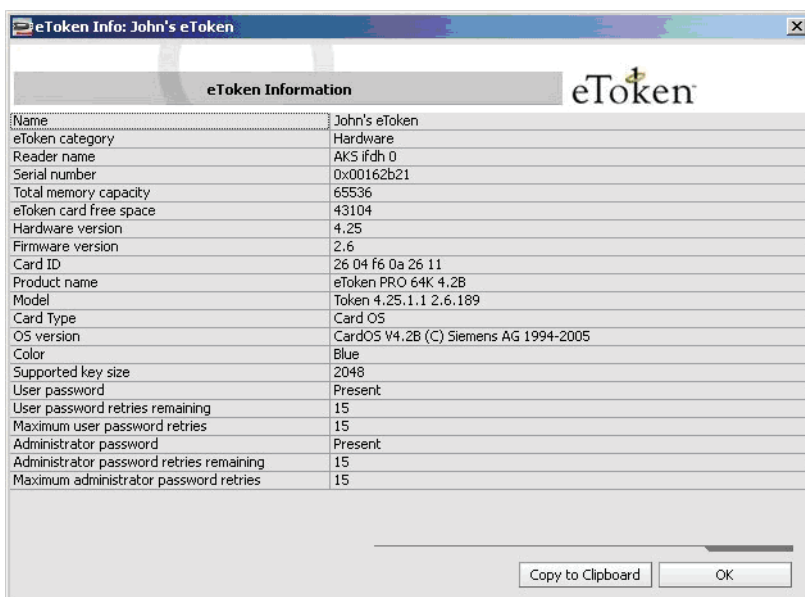 eToken Info: John's eToken
eToken Information
eToken
Name John's eToken
eToken category Hardware
Reader name AKS ifdh 0
Serial number 0x00162b21
Total memory capacity 65536
eToken card free space 43104
Hardware version 4.25
Firmware version 2.6
Card ID 26 04 f6 0a 26 11
Product name eToken PRO 64K 4.2B
Model Token 4.25.1.1 2.6.189
Card Type Card OS
OS version CardOS V4.2B (C) Siemens AG 1994-2005
Color Blue
Supported key size 2048
User password Present
User password retries remaining 15
Maximum user password retries 15
Administrator password Present
Administrator password retries remaining 15
Maximum administrator password retries 15
Copy to Clipboard OK